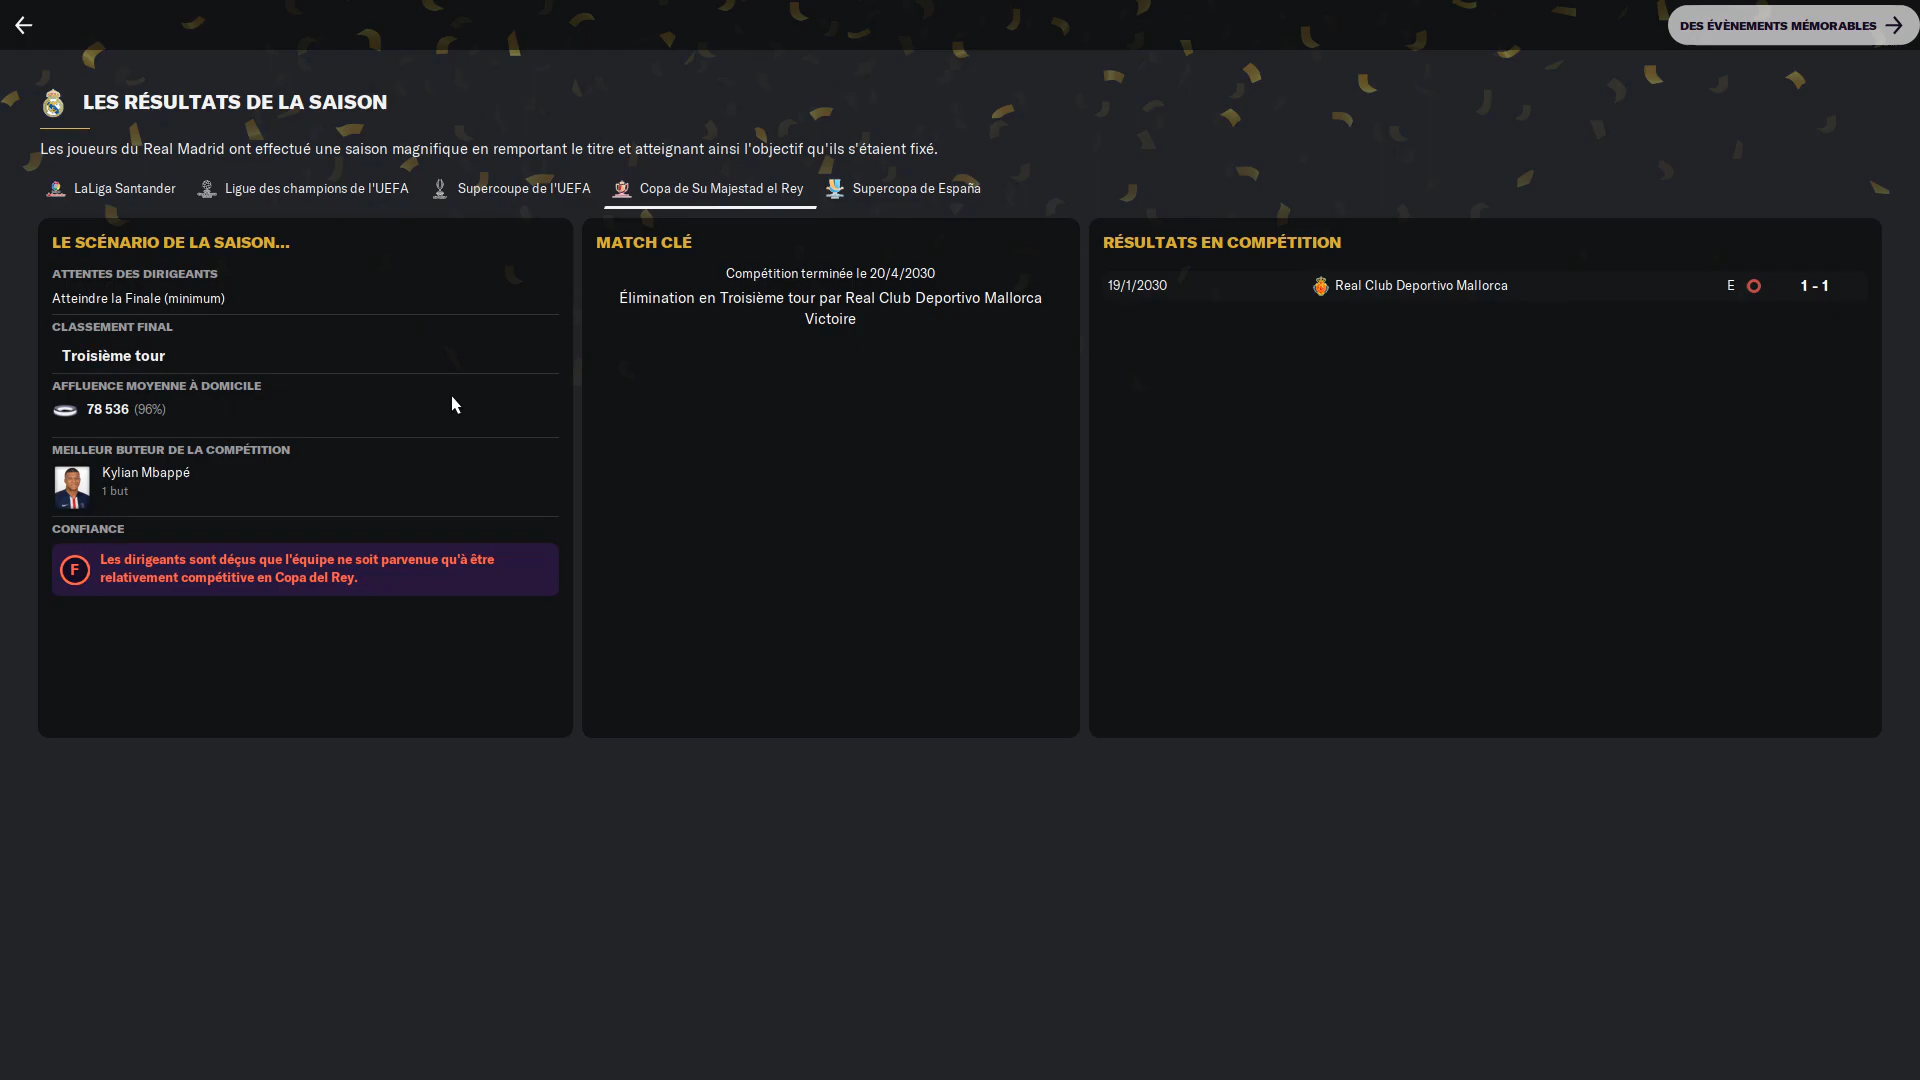 DES ÉVÈNEMENTS MÉMORABLES
LES RÉSULTATS DE LA SAISON
Les joueurs du Real Madrid ont effectué une saison magnifique en remportant le titre et atteignant ainsi l'objectif qu'ils s'étaient fixé.
LaLiga Santander
Ligue des champions de l'UEFA
Supercoupe de l'UEFA
Copa de Su Majestad el Rey
Supercopa de España
LE SCÉNARIO DE LA SAISON...
ATTENTES DES DIRIGEANTS
Atteindre la Finale (minimum)
CLASSEMENT FINAL
Troisième tour
AFFLUENCE MOYENNE À DOMICILE
78 536 (96%)
MEILLEUR BUTEUR DE LA COMPÉTITION
Kylian Mbappé
1 but
CONFIANCE
F
Les dirigeants sont déçus que l'équipe ne soit parvenue qu'à être
relativement compétitive en Copa del Rey.
MATCH CLÉ
Compétition terminée le 20/4/2030
Élimination en Troisième tour par Real Club Deportivo Mallorca
Victoire
RÉSULTATS EN COMPÉTITION
19/1/2030 Real Club Deportivo Mallorca E 1 - 1